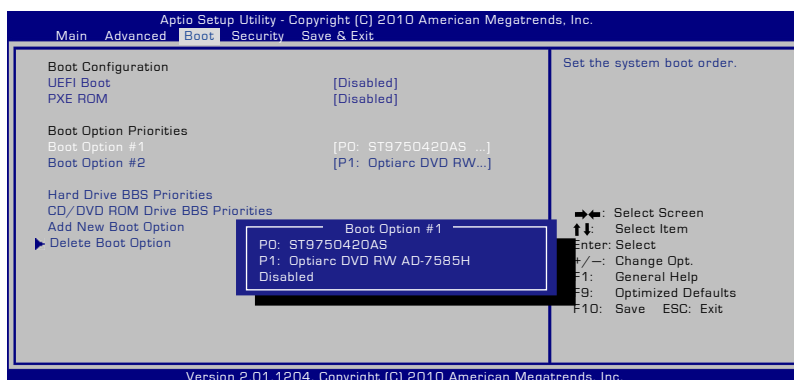 Aptio Setup Utility - Copyright (C) 2010 American Megatrends, Inc.
Main Advanced Boot Security Save & Exit
Boot Configuration
UEFI Boot [Disabled]
PXE ROM [Disabled]
Boot Option Priorities
Boot Option #1 [P0: ST9750420AS ...]
Boot Option #2 [P1: Optiarc DVD RW...]
Hard Drive BBS Priorities
CD/DVD ROM Drive BBS Priorities
Add New Boot Option
Delete Boot Option
Boot Option #1
P0: ST9750420AS
P1: Optiarc DVD RW AD-7585H
Disabled
Set the system boot order.
→←: Select Screen
↑↓: Select Item
Enter: Select
+/—: Change Opt.
F1: General Help
F9: Optimized Defaults
F10: Save ESC: Exit
Version 2.01.1204. Copyright (C) 2010 American Megatrends, Inc.